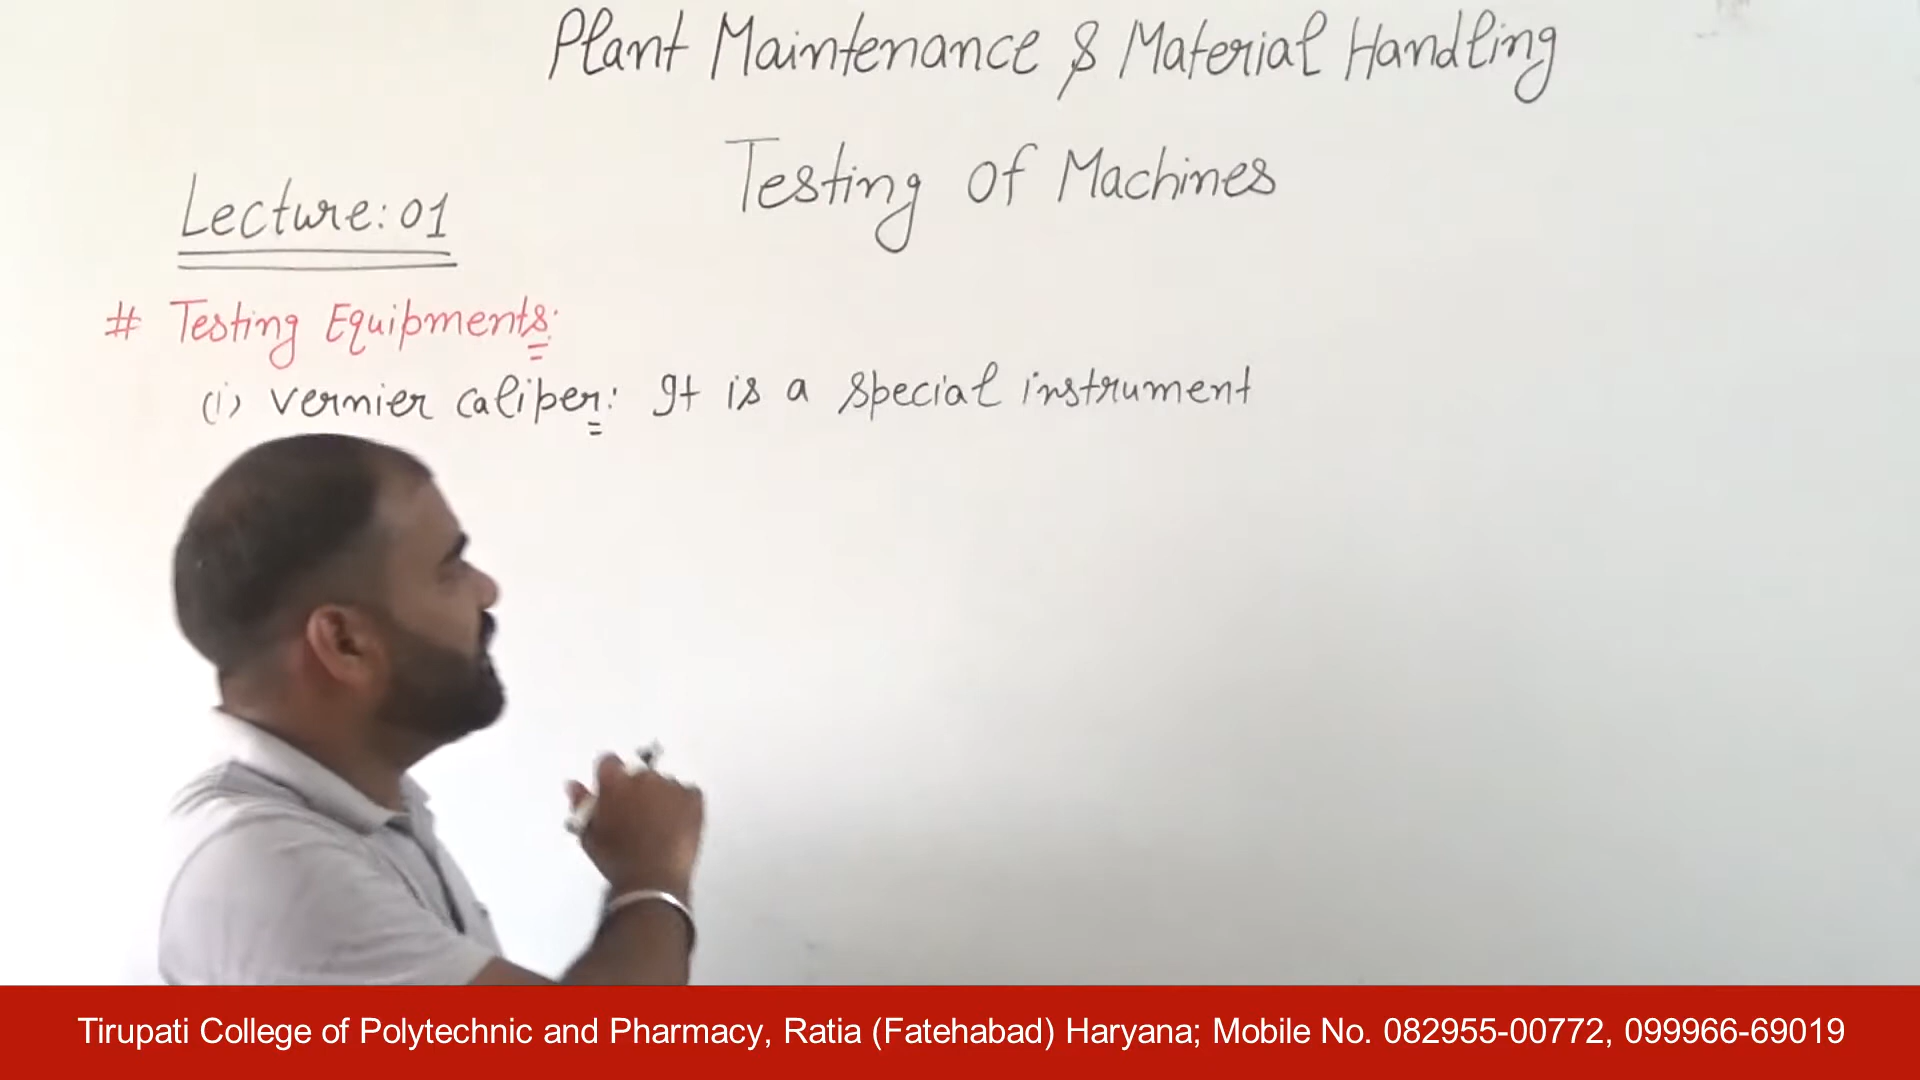 Plant Maintenance & Material Handling
Testing of Machines
Lecture: 01
# Testing Equipments:
(i) vernier caliper: It is a special instrument
Tirupati College of Polytechnic and Pharmacy, Ratia (Fatehabad) Haryana; Mobile No. 082955-00772, 099966-69019